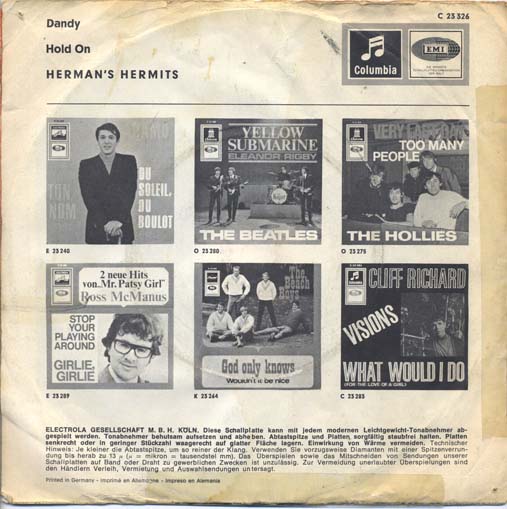 Dandy
Hold On
HERMAN'S HERMITS
C 23 326
Columbia
EMI
ADAMO
TON NOM
DU SOLEIL,
DU BOULOT
E 23 240
YELLOW
SUBMARINE
ELEANOR RIGBY
THE BEATLES
O 23 280
VERY LAST DAY
TOO MANY
PEOPLE
THE HOLLIES
O 23 275
2 neue Hits
von „Mr. Patsy Girl"
Ross McManus
STOP
YOUR
PLAYING
AROUND
GIRLIE,
GIRLIE
E 23 289
The
Beach
Boys
God only knows
Wouldn't it be nice
K 23 264
CLIFF RICHARD
VISIONS
WHAT WOULD I DO
(FOR THE LOVE OF A GIRL)
C 23 285
ELECTROLA GESELLSCHAFT M. B. H. KÖLN. Diese Schallplatte kann mit jedem modernen Leichtgewicht-Tonabnehmer ab-
gespielt werden. Tonabnehmer behutsam aufsetzen und abheben. Abtastspitze und Platten, sorgfältig staubfrei halten. Platten
senkrecht oder in geringer Stückzahl waagerecht auf glatter Fläche lagern. Einwirkung von Wärme vermeiden. Technischer
Hinweis: Je kleiner die Abtastspitze, um so reiner der Klang. Verwenden Sie vorzugsweise Diamanten mit einer Spitzenverrun-
dung bis herab zu 13 µ (µ = mikron = tausendstel mm). Das Überspielen sowie das Mitschneiden von Sendungen unserer
Schallplatten auf Band oder Draht zu gewerblichen Zwecken ist unzulässig. Zur Vermeidung unerlaubter Überspielungen sind
den Händlern Verleih, Vermietung und Auswahlsendungen untersagt.
Printed in Germany - Imprimé en Allemagne - Impreso en Alemania